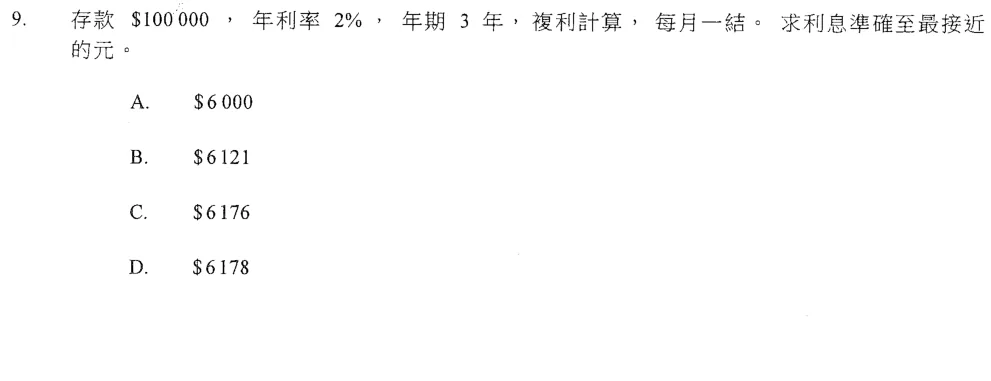 9. 存款 $100 000 ， 年利率 2% ， 年期 3 年，複利計算，每月一結。 求利息準確至最接近
的元。
A. $6 000
B. $6 121
C. $6 176
D. $6 178